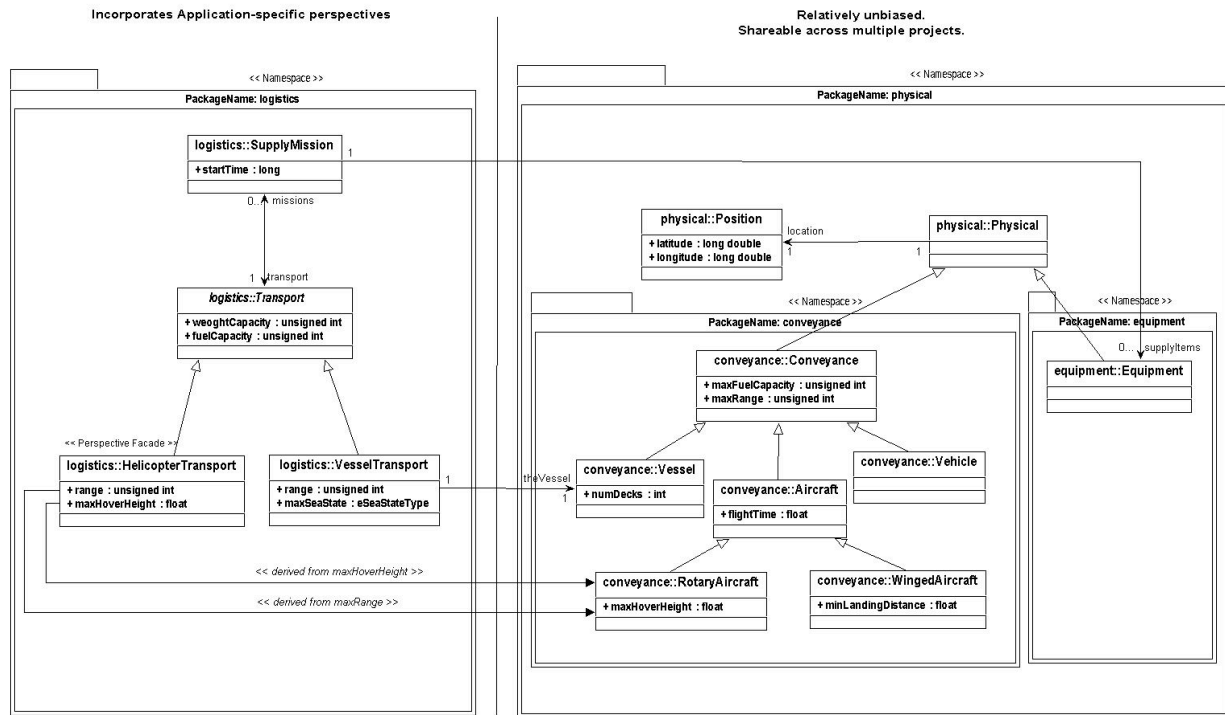 Incorporates Application-specific perspectives
Relatively unbiased.
Shareable across multiple projects.
<< Namespace >>
PackageName: logistics
logistics::SupplyMission
+ startTime : long
0... missions
1 transport
logistics::Transport
+ weoghtCapacity : unsigned int
+ fuelCapacity : unsigned int
<< Perspective Facade >>
logistics::HelicopterTransport
+ range : unsigned int
+ maxHoverHeight : float
logistics::VesselTransport
+ range : unsigned int
+ maxSeaState : eSeaStateType
1
<< derived from maxHoverHeight >>
<< derived from maxRange >>
<< Namespace >>
PackageName: physical
1
physical::Position
+ latitude : long double
+ longitude : long double
location
1
1
physical::Physical
<< Namespace >>
PackageName: conveyance
conveyance::Conveyance
+ maxFuelCapacity : unsigned int
+ maxRange : unsigned int
theVessel
1
conveyance::Vessel
+ numDecks : int
conveyance::Aircraft
+ flightTime : float
conveyance::Vehicle
conveyance::RotaryAircraft
+ maxHoverHeight : float
conveyance::WingedAircraft
+ minLandingDistance : float
<< Namespace >>
PackageName: equipment
0... supplyItems
equipment::Equipment